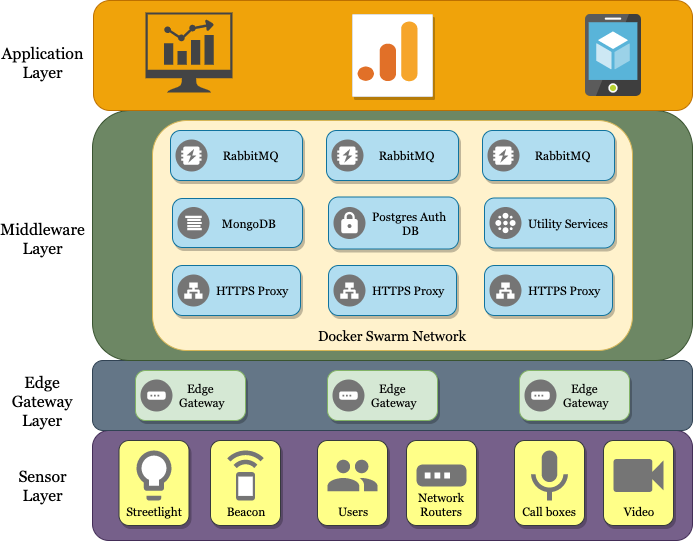 Application
Layer
RabbitMQ
RabbitMQ
RabbitMQ
Middleware
Layer
MongoDB
Postgres Auth
DB
Utility Services
HTTPS Proxy
HTTPS Proxy
HTTPS Proxy
Docker Swarm Network
Edge
Gateway
Layer
Edge
Gateway
Edge
Gateway
Edge
Gateway
Sensor
Layer
Streetlight
Beacon
Users
Network
Routers
Call boxes
Video